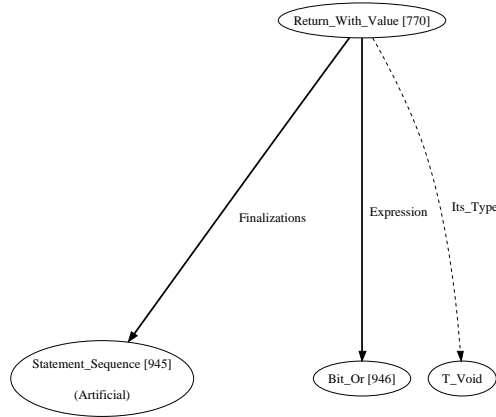 Return_With_Value [770]
Its_Type
Finalizations
Expression
Statement_Sequence [945]
(Artificial)
Bit_Or [946]
T_Void